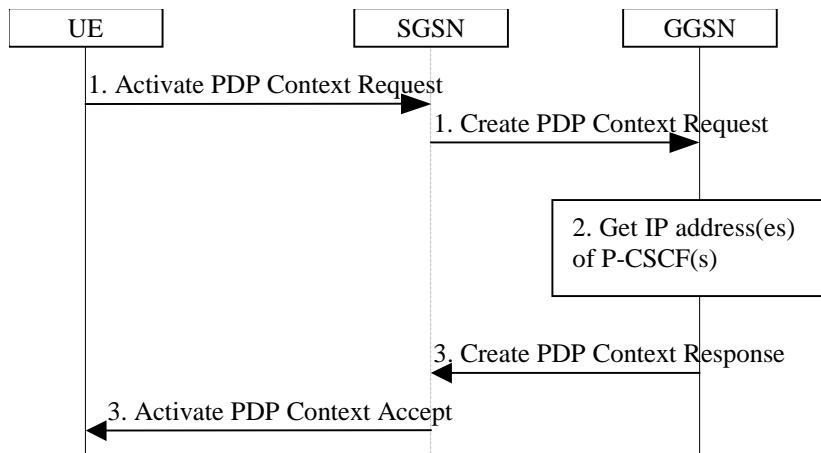 UE
SGSN
GGSN
1. Activate PDP Context Request
1. Create PDP Context Request
2. Get IP address(es)
of P-CSCF(s)
3. Create PDP Context Response
3. Activate PDP Context Accept